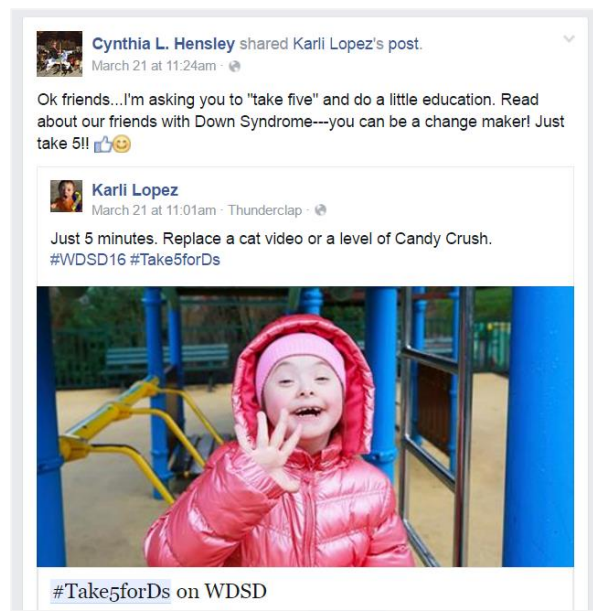 Cynthia L. Hensley shared Karli Lopez's post.
March 21 at 11:24am ·
Ok friends...I'm asking you to "take five" and do a little education. Read
about our friends with Down Syndrome---you can be a change maker! Just
take 5!! 👍😊
Karli Lopez
March 21 at 11:01am · Thunderclap ·
Just 5 minutes. Replace a cat video or a level of Candy Crush.
#WDSD16 #Take5forDs
#Take5forDs on WDSD